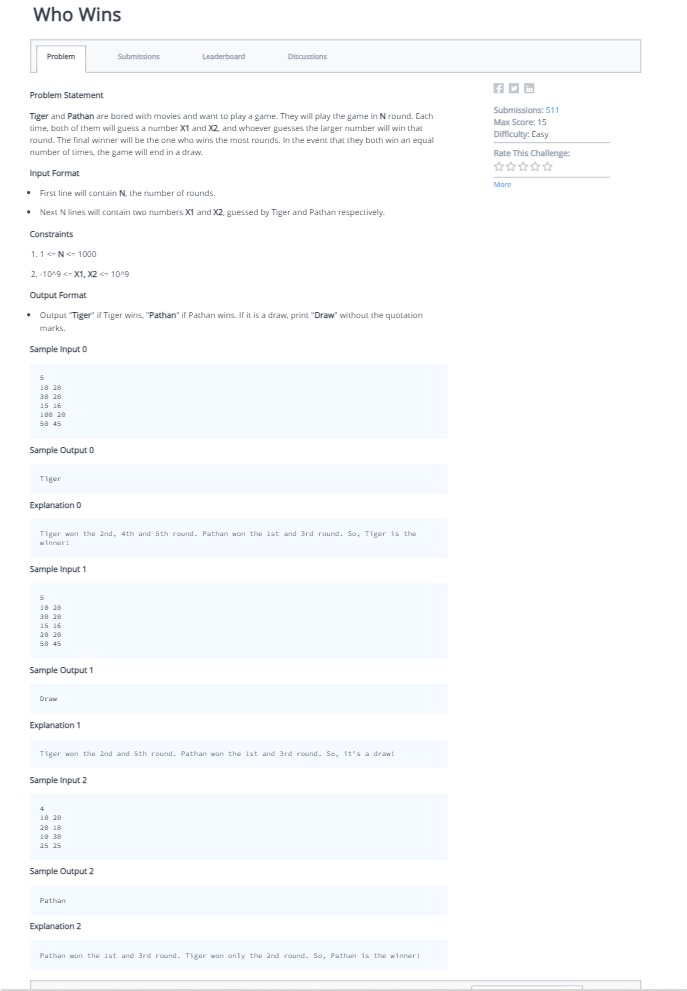 Who Wins
Problem
Submissions
Leaderboard
Discussions
Problem Statement
Tiger and Pathan are bored with movies and want to play a game. They will play the game in N round. Each
time, both of them will guess a number X1 and X2, and whoever guesses the larger number will win that
round. The final winner will be the one who wins the most rounds. In the event that they both win an equal
number of times, the game will end in a draw.
Input Format
• First line will contain N, the number of rounds.
• Next N lines will contain two numbers X1 and X2, guessed by Tiger and Pathan respectively.
Constraints
1. 1 <= N <= 1000
2. -10^9 <= X1, X2 <= 10^9
Output Format
• Output "Tiger" if Tiger wins, "Pathan" if Pathan wins. If it is a draw, print "Draw" without the quotation
marks.
Sample Input 0
5
10 20
30 20
15 16
100 20
50 45
Sample Output 0
Tiger
Explanation 0
Tiger won the 2nd, 4th and 5th round. Pathan won the 1st and 3rd round. So, Tiger is the
winner!
Sample Input 1
5
10 20
30 20
15 16
20 20
50 45
Sample Output 1
Draw
Explanation 1
Tiger won the 2nd and 5th round. Pathan won the 1st and 3rd round. So, it's a draw!
Sample Input 2
4
10 20
20 10
10 30
25 25
Sample Output 2
Pathan
Explanation 2
Pathan won the 1st and 3rd round. Tiger won only the 2nd round. So, Pathan is the winner!
Submissions: 511
Max Score: 15
Difficulty: Easy
Rate This Challenge:
More